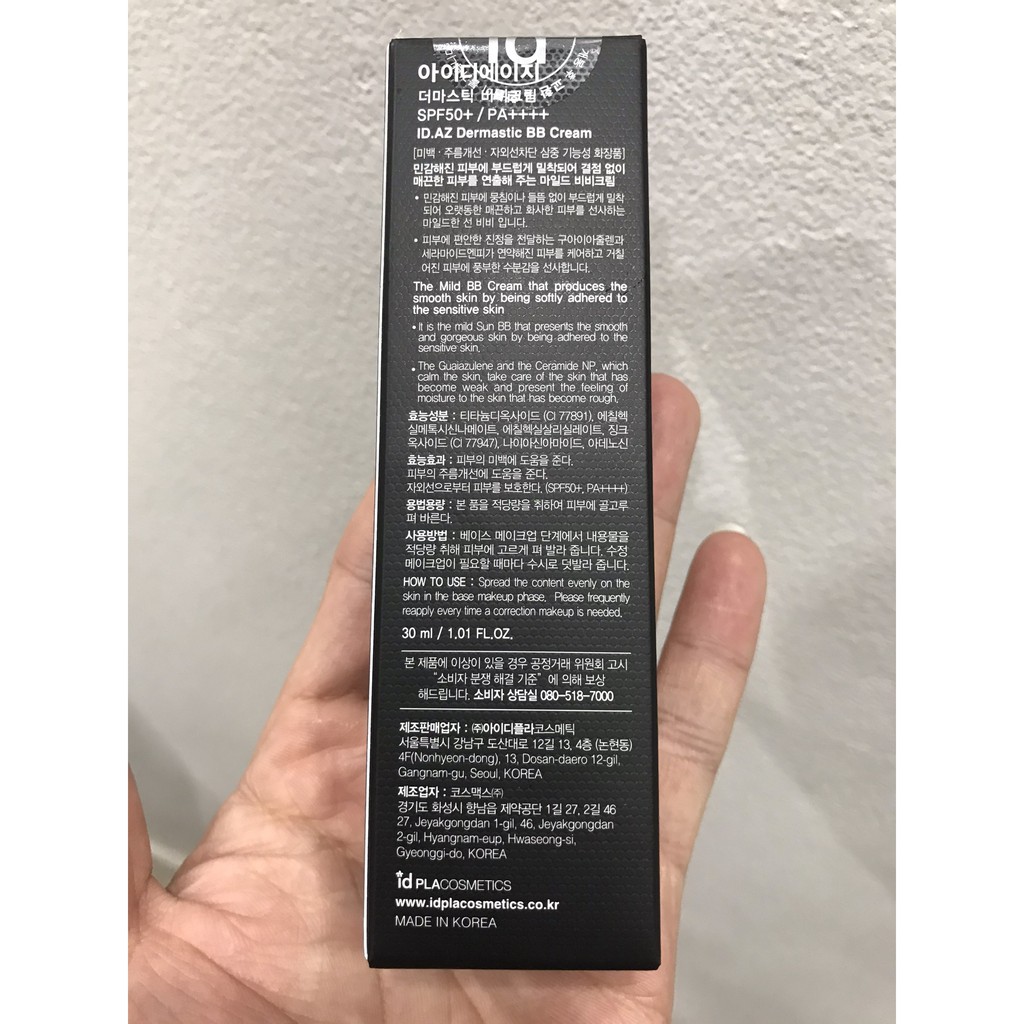 id
아이디에이지
더마스틱 비비크림
SPF50+ / PA++++
ID.AZ Dermastic BB Cream
[미백 · 주름개선 · 자외선차단 삼중 기능성 화장품]
민감해진 피부에 부드럽게 밀착되어 결점 없이
매끈한 피부를 연출해 주는 마일드 비비크림
• 민감해진 피부에 뭉침이나 들뜸 없이 부드럽게 밀착
되어 오랫동한 매끈하고 화사한 피부를 선사하는
마일드한 선 비비 입니다.
• 피부에 편안한 진정을 전달하는 구아이아줄렌과
세라마이드엔피가 연약해진 피부를 케어하고 거칠
어진 피부에 풍부한 수분감을 선사합니다.
The Mild BB Cream that produces the
smooth skin by being softly adhered to
the sensitive skin
• It is the mild Sun BB that presents the smooth
and gorgeous skin by being adhered to the
sensitive skin.
• The Guaiazulene and the Ceramide NP, which
calm the skin, take care of the skin that has
become weak and present the feeling of
moisture to the skin that has become rough.
효능성분 : 티타늄디옥사이드 (CI 77891), 에칠헥
실메톡시신나메이트, 에칠헥실살리실레이트, 징크
옥사이드 (CI 77947), 나이아신아마이드, 아데노신
효능효과 : 피부의 미백에 도움을 준다.
피부의 주름개선에 도움을 준다.
자외선으로부터 피부를 보호한다. (SPF50+, PA++++)
용법용량 : 본 품을 적당량을 취하여 피부에 골고루
펴 바른다.
사용방법 : 베이스 메이크업 단계에서 내용물을
적당량 취해 피부에 고르게 펴 발라 줍니다. 수정
메이크업이 필요할 때마다 수시로 덧발라 줍니다.
HOW TO USE : Spread the content evenly on the
skin in the base makeup phase. Please frequently
reapply every time a correction makeup is needed.
30 ml / 1.01 FL.OZ.
본 제품에 이상이 있을 경우 공정거래 위원회 고시
"소비자 분쟁 해결 기준" 에 의해 보상
해드립니다. 소비자 상담실 080-518-7000
제조판매업자 : ㈜아이디플라코스메틱
서울특별시 강남구 도산대로 12길 13, 4층 (논현동)
4F(Nonhyeon-dong), 13, Dosan-daero 12-gil,
Gangnam-gu, Seoul, KOREA
제조업자 : 코스맥스㈜
경기도 화성시 향남읍 제약공단 1길 27, 2길 46
27, Jeyakgongdan 1-gil, 46, Jeyakgongdan
2-gil, Hyangnam-eup, Hwaseong-si,
Gyeonggi-do, KOREA
id PLACOSMETICS
www.idplacosmetics.co.kr
MADE IN KOREA